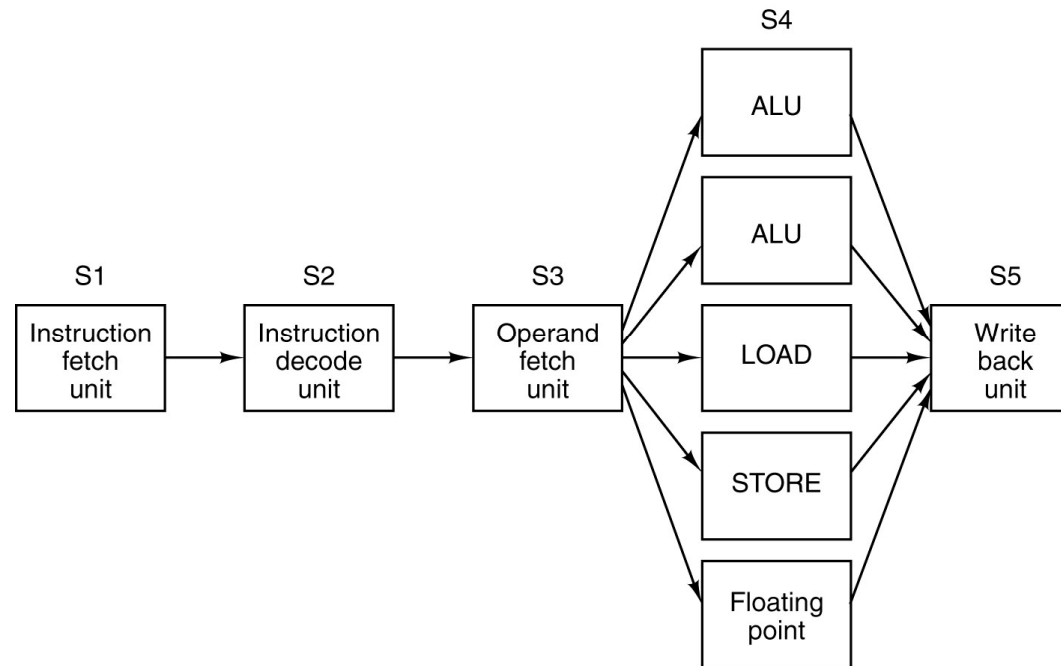 S4
ALU
ALU
S1
Instruction
fetch
unit
S2
Instruction
decode
unit
S3
Operand
fetch
unit
LOAD
S5
Write
back
unit
STORE
Floating
point